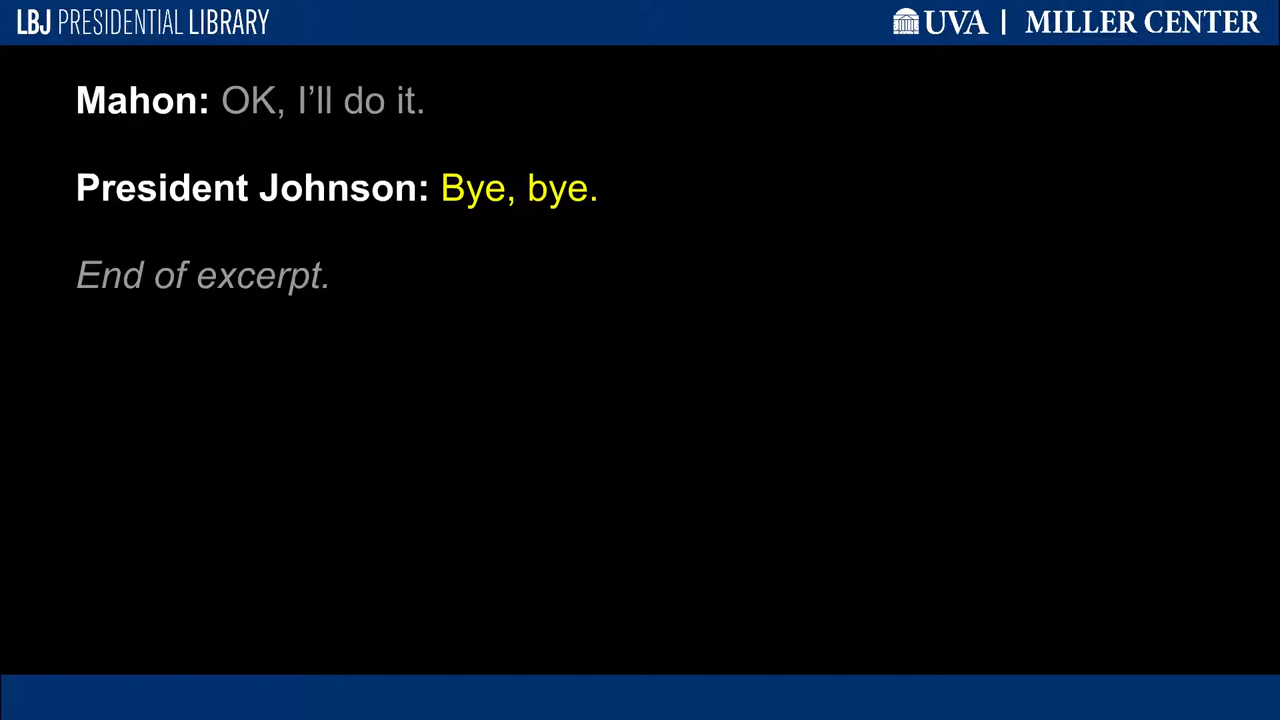 LBJ PRESIDENTIAL LIBRARY
UVA | MILLER CENTER
Mahon: OK, I’ll do it.
President Johnson: Bye, bye.
End of excerpt.